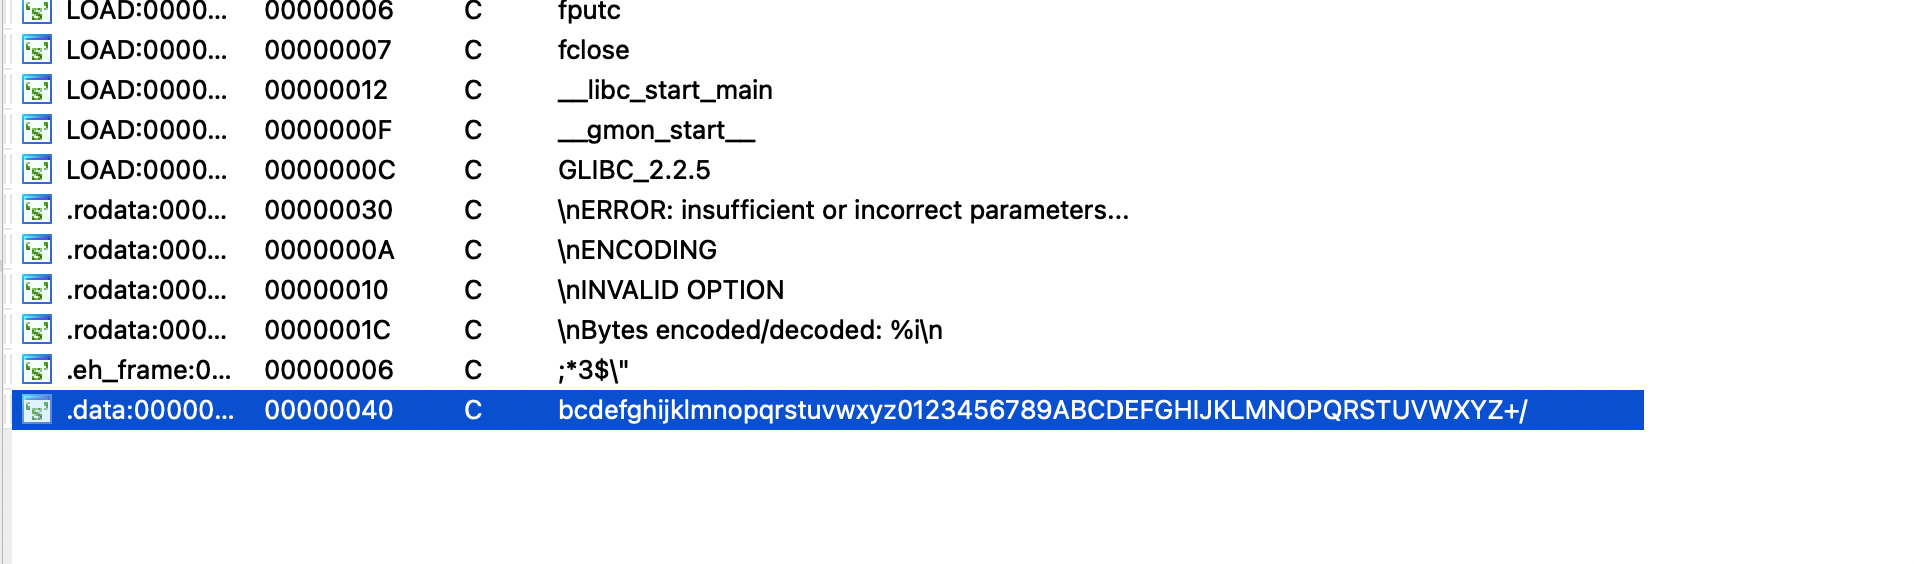 LOAD:0000... 00000006 C fputc
LOAD:0000... 00000007 C fclose
LOAD:0000... 00000012 C __libc_start_main
LOAD:0000... 0000000F C __gmon_start__
LOAD:0000... 0000000C C GLIBC_2.2.5
.rodata:000... 00000030 C \nERROR: insufficient or incorrect parameters...
.rodata:000... 0000000A C \nENCODING
.rodata:000... 00000010 C \nINVALID OPTION
.rodata:000... 0000001C C \nBytes encoded/decoded: %i\n
.eh_frame:0... 00000006 C ;*3$\"
.data:00000... 00000040 C bcdefghijklmnopqrstuvwxyz0123456789ABCDEFGHIJKLMNOPQRSTUVWXYZ+/